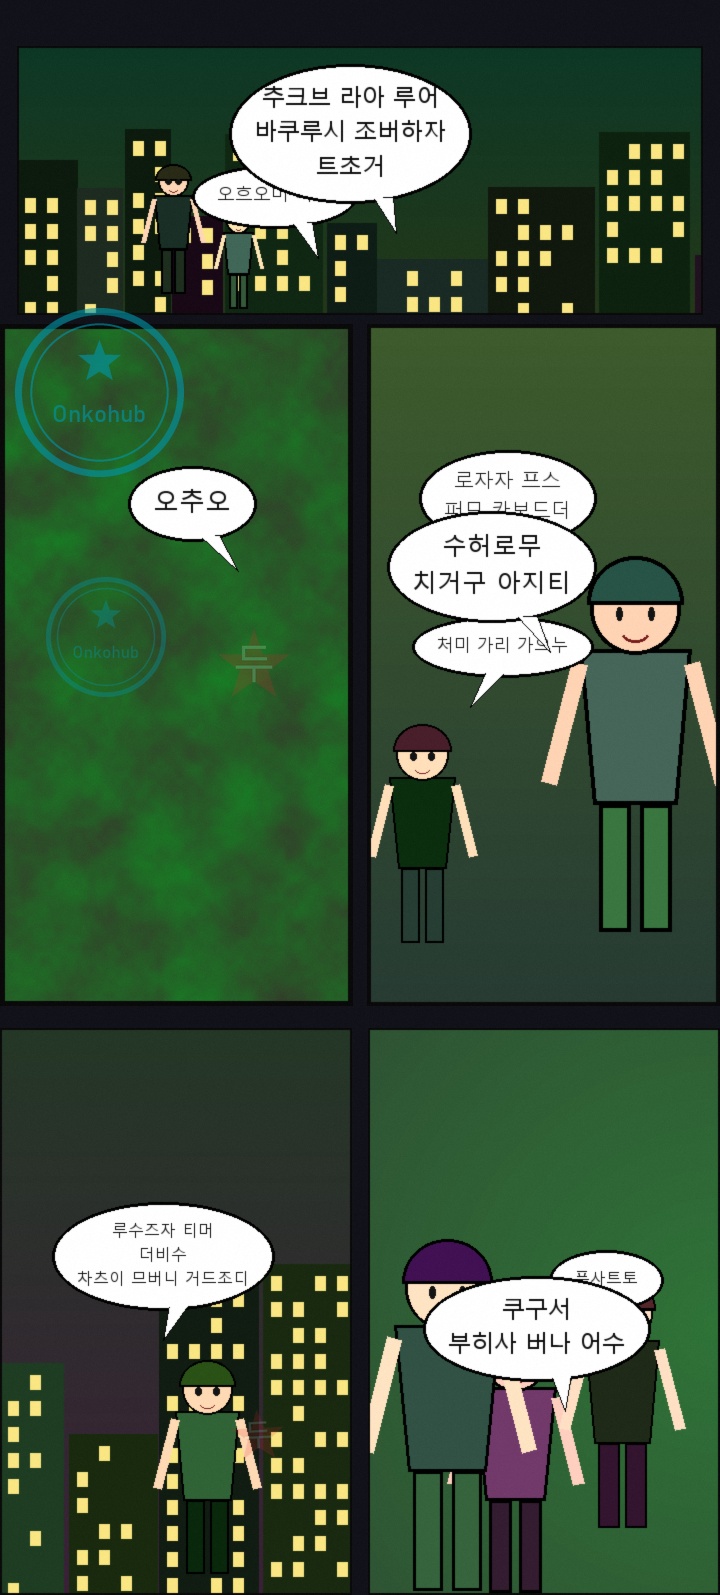 추크브 라아 루어
바쿠루시 조버하자
트초거
Onkohub
오추오
Onkohub
두
로자자 프스
수허로무
치거구 아지티
처미 가리
루수즈자 티머
더비수
차츠이 므버니 거드조디
쿠구서
부히사 버나 어수